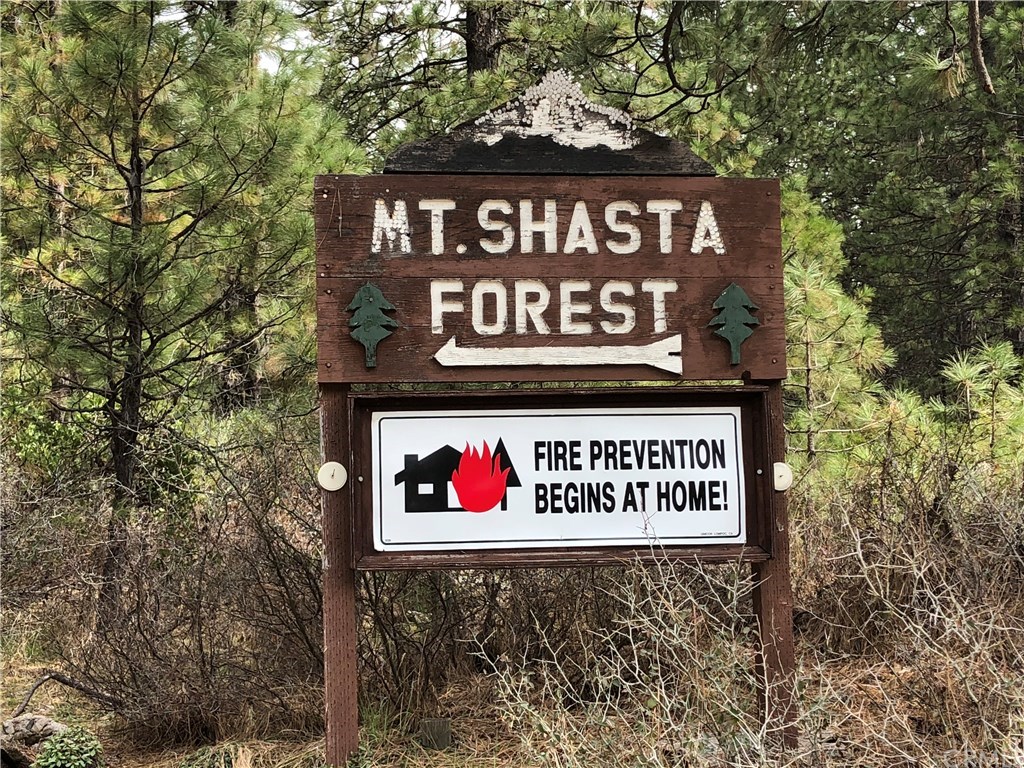 MT. SHASTA
FOREST
FIRE PREVENTION
BEGINS AT HOME!